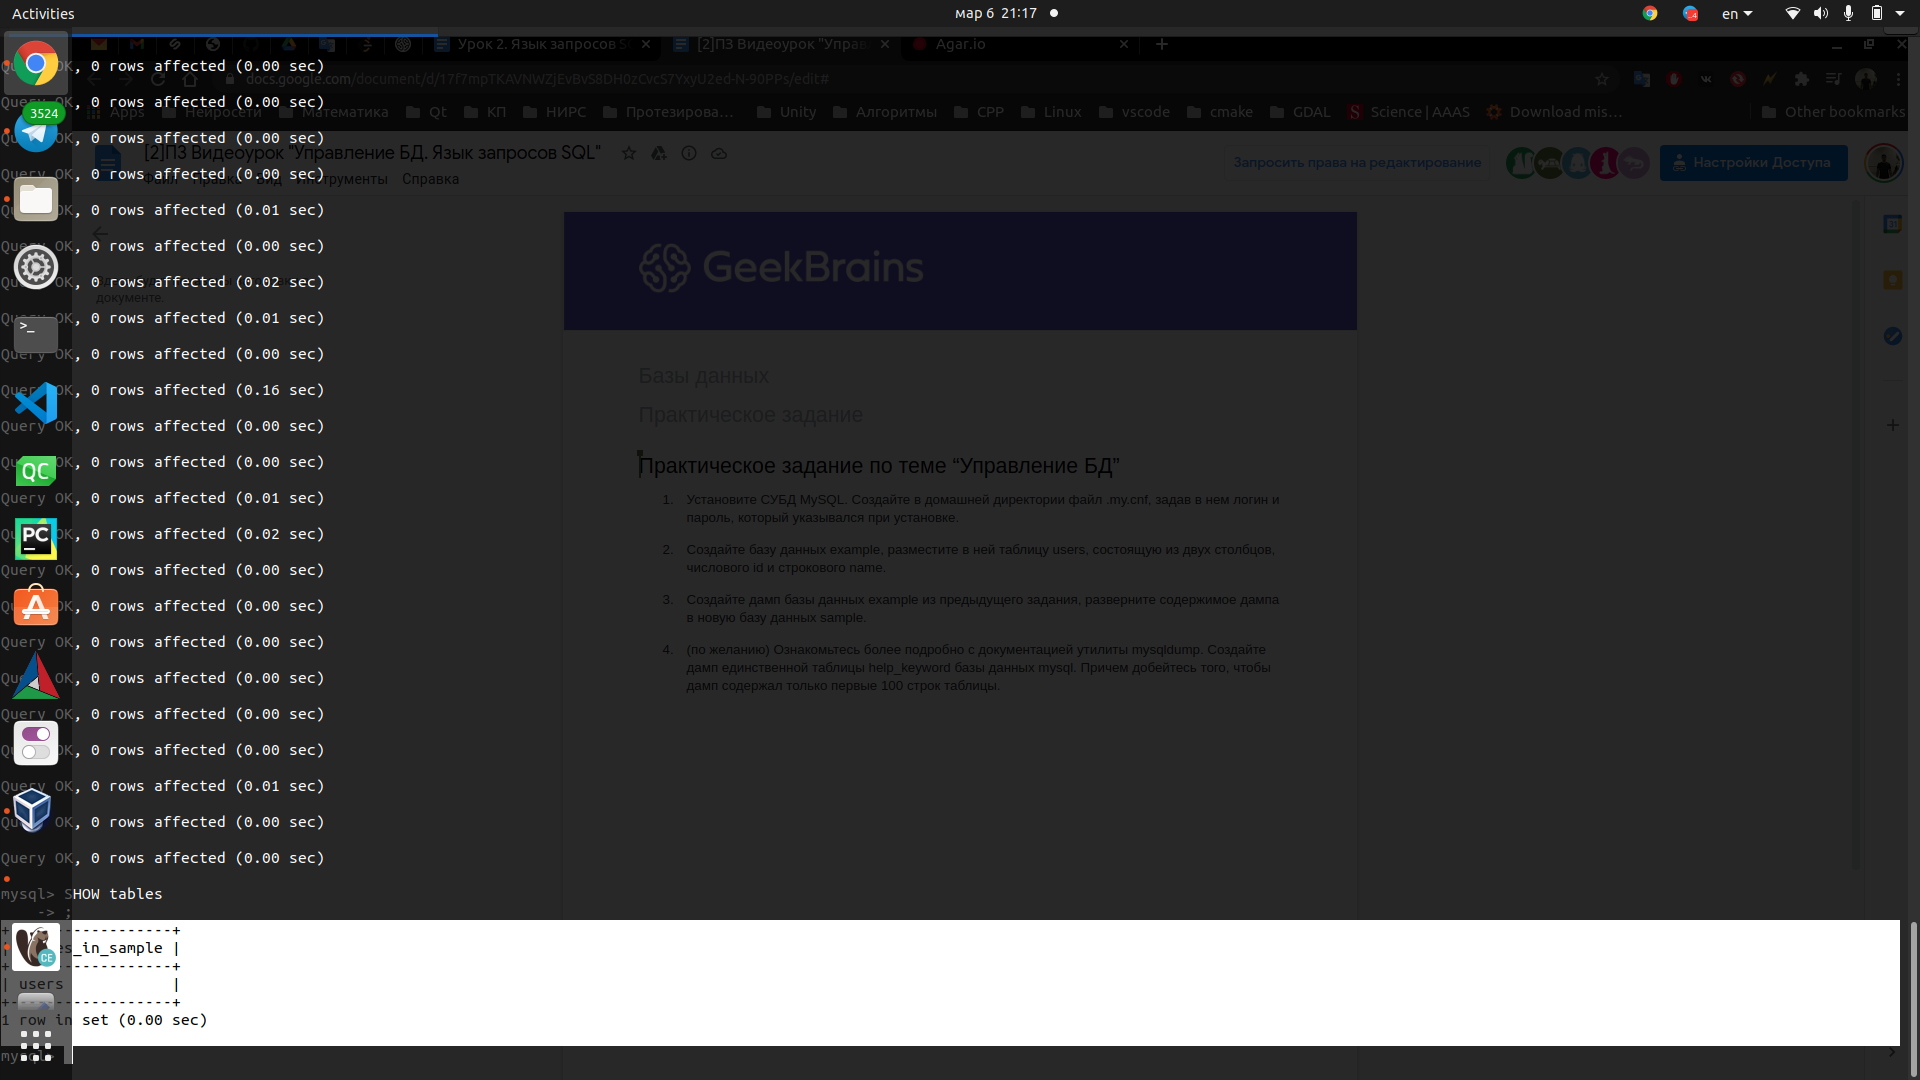 Activities
мар 6 21:17
en
Урок 2. Язык запросов S
[2]ПЗ Видеоурок "Управ
Agar.io
docs.google.com/document/d/17f7mpTKAVNWZjEvBvS8DH0zCvcS7YxyU2ed-N-90PPs/edit#
Apps
Нейросети
Математика
Qt
КП
НИРС
Протезирова...
Unity
Алгоритмы
CPP
Linux
vscode
cmake
GDAL
Science | AAAS
Download mis...
Other bookmarks
[2]ПЗ Видеоурок "Управление БД. Язык запросов SQL"
Файл Правка Вид Инструменты Справка
Запросить права на редактирование
Настройки Доступа
3524
документе.
GeekBrains
Базы данных
Практическое задание
Практическое задание по теме “Управление БД”
1. Установите СУБД MySQL. Создайте в домашней директории файл .my.cnf, задав в нем логин и
пароль, который указывался при установке.
2. Создайте базу данных example, разместите в ней таблицу users, состоящую из двух столбцов,
числового id и строкового name.
3. Создайте дамп базы данных example из предыдущего задания, разверните содержимое дампа
в новую базу данных sample.
4. (по желанию) Ознакомьтесь более подробно с документацией утилиты mysqldump. Создайте
дамп единственной таблицы help_keyword базы данных mysql. Причем добейтесь того, чтобы
дамп содержал только первые 100 строк таблицы.
Query OK, 0 rows affected (0.00 sec)
Query OK, 0 rows affected (0.00 sec)
Query OK, 0 rows affected (0.00 sec)
Query OK, 0 rows affected (0.00 sec)
Query OK, 0 rows affected (0.01 sec)
Query OK, 0 rows affected (0.00 sec)
Query OK, 0 rows affected (0.02 sec)
Query OK, 0 rows affected (0.01 sec)
Query OK, 0 rows affected (0.00 sec)
Query OK, 0 rows affected (0.16 sec)
Query OK, 0 rows affected (0.00 sec)
Query OK, 0 rows affected (0.00 sec)
Query OK, 0 rows affected (0.01 sec)
Query OK, 0 rows affected (0.02 sec)
Query OK, 0 rows affected (0.00 sec)
Query OK, 0 rows affected (0.00 sec)
Query OK, 0 rows affected (0.00 sec)
Query OK, 0 rows affected (0.00 sec)
Query OK, 0 rows affected (0.00 sec)
Query OK, 0 rows affected (0.00 sec)
Query OK, 0 rows affected (0.01 sec)
Query OK, 0 rows affected (0.00 sec)
Query OK, 0 rows affected (0.00 sec)
mysql> SHOW tables
-> ;
es_in_sample |
| users |
1 row in set (0.00 sec)
mysql>
QC
PC
CE